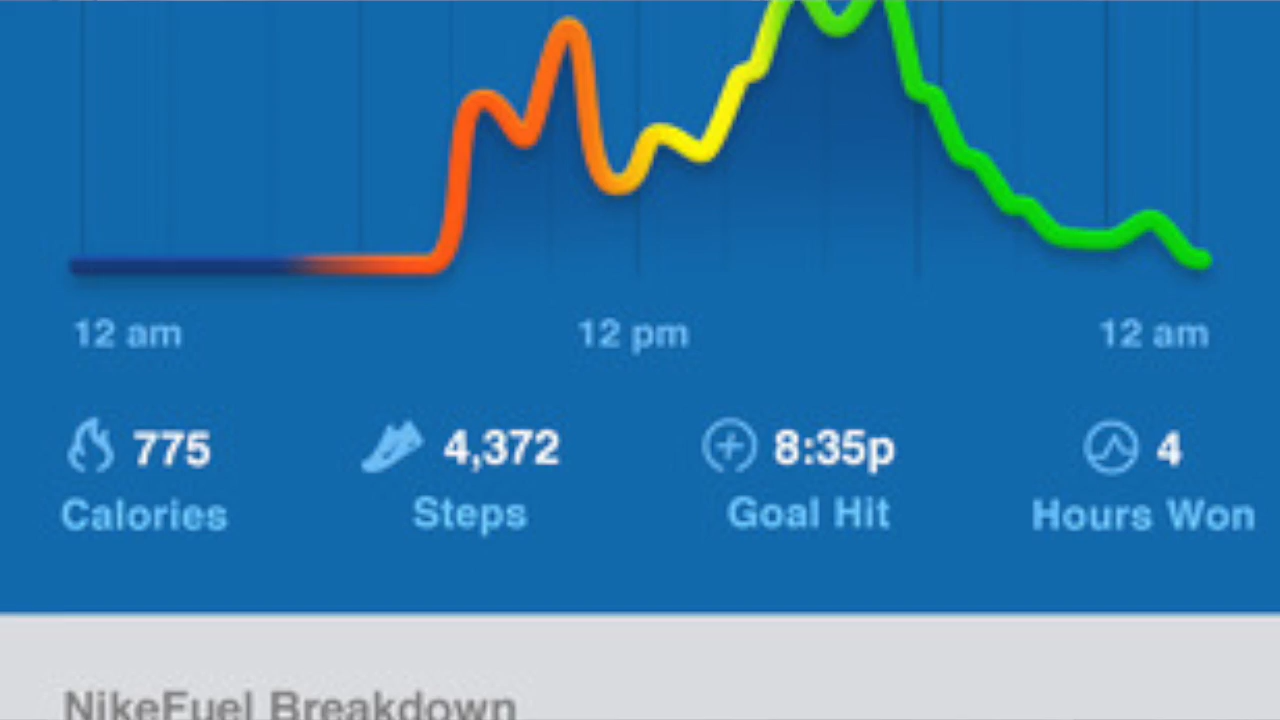 12 am 12 pm 12 am
775 4,372 8:35p 4
Calories Steps Goal Hit Hours Won
NikeFuel Breakdown